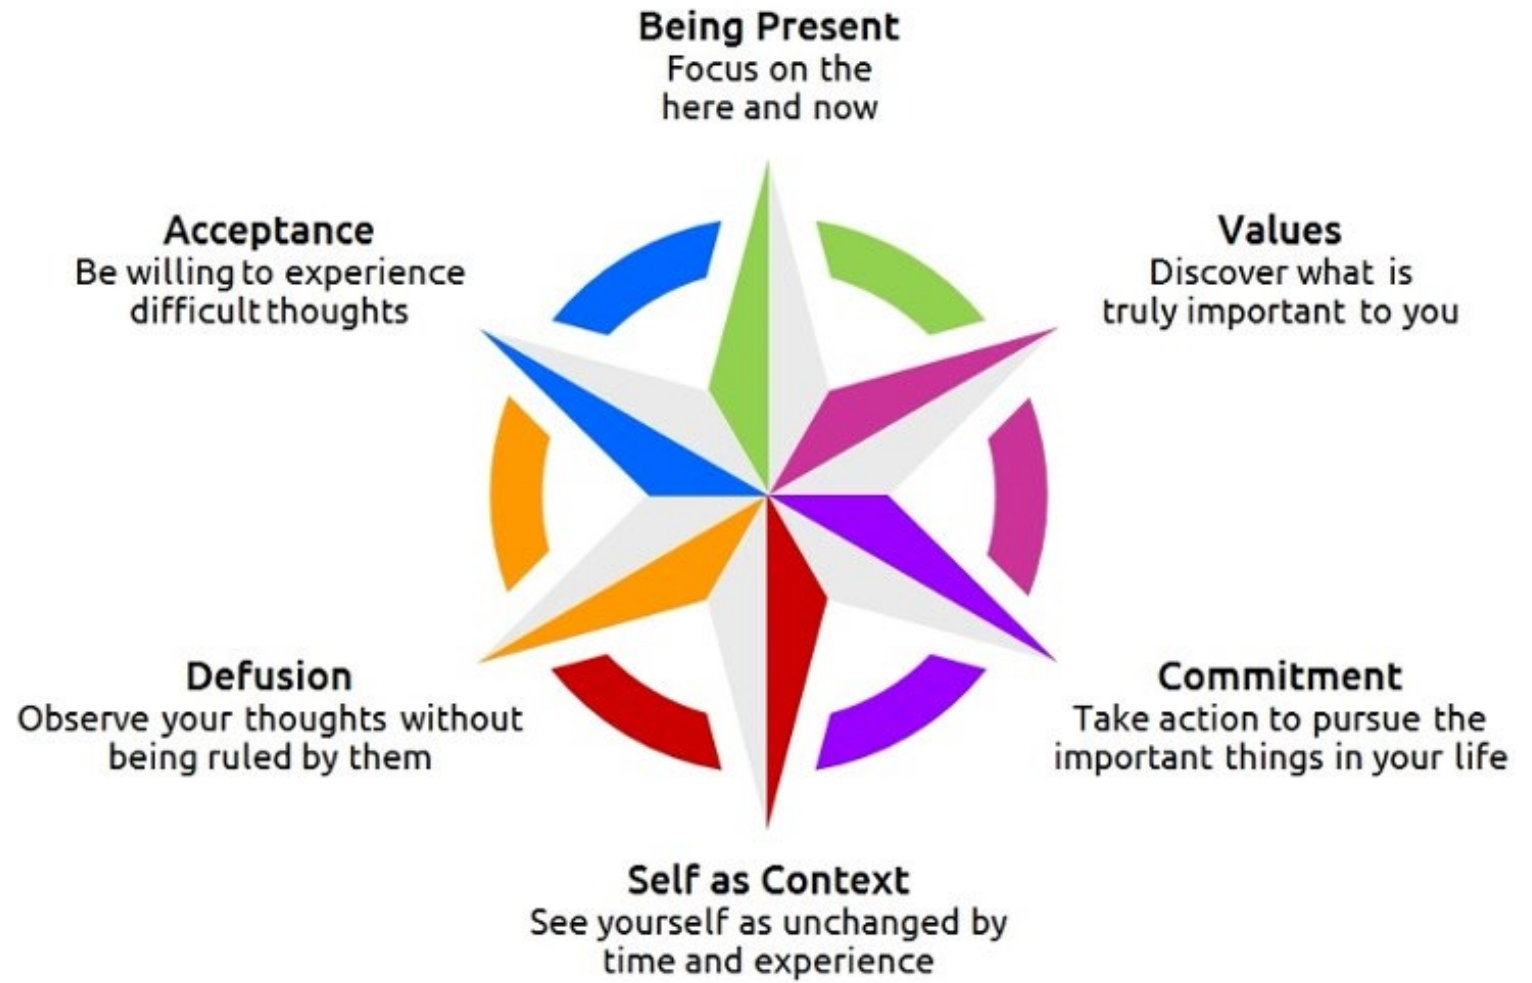 Being Present
Focus on the
here and now
Acceptance
Be willing to experience
difficult thoughts
Values
Discover what is
truly important to you
Defusion
Observe your thoughts without
being ruled by them
Commitment
Take action to pursue the
important things in your life
Self as Context
See yourself as unchanged by
time and experience